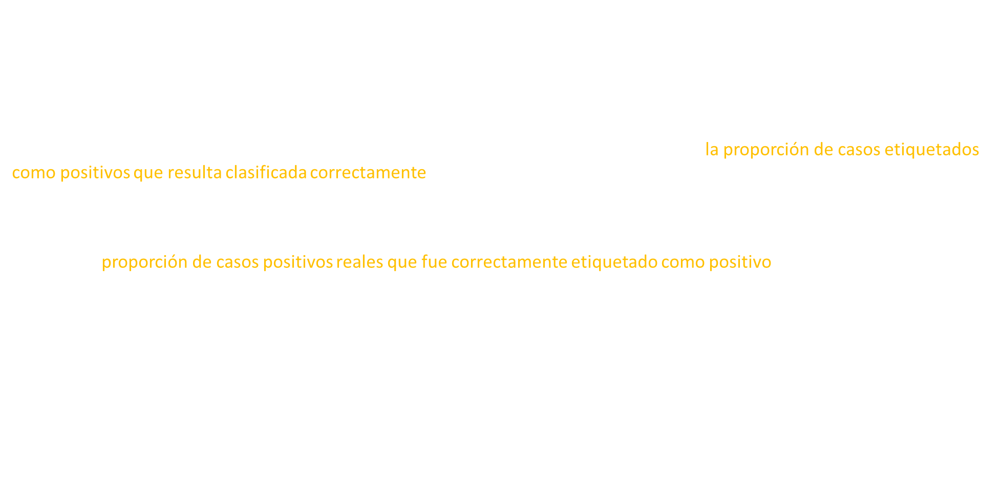 la proporción de casos etiquetados
como positivos que resulta clasificada correctamente
proporción de casos positivos reales que fue correctamente etiquetado como positivo